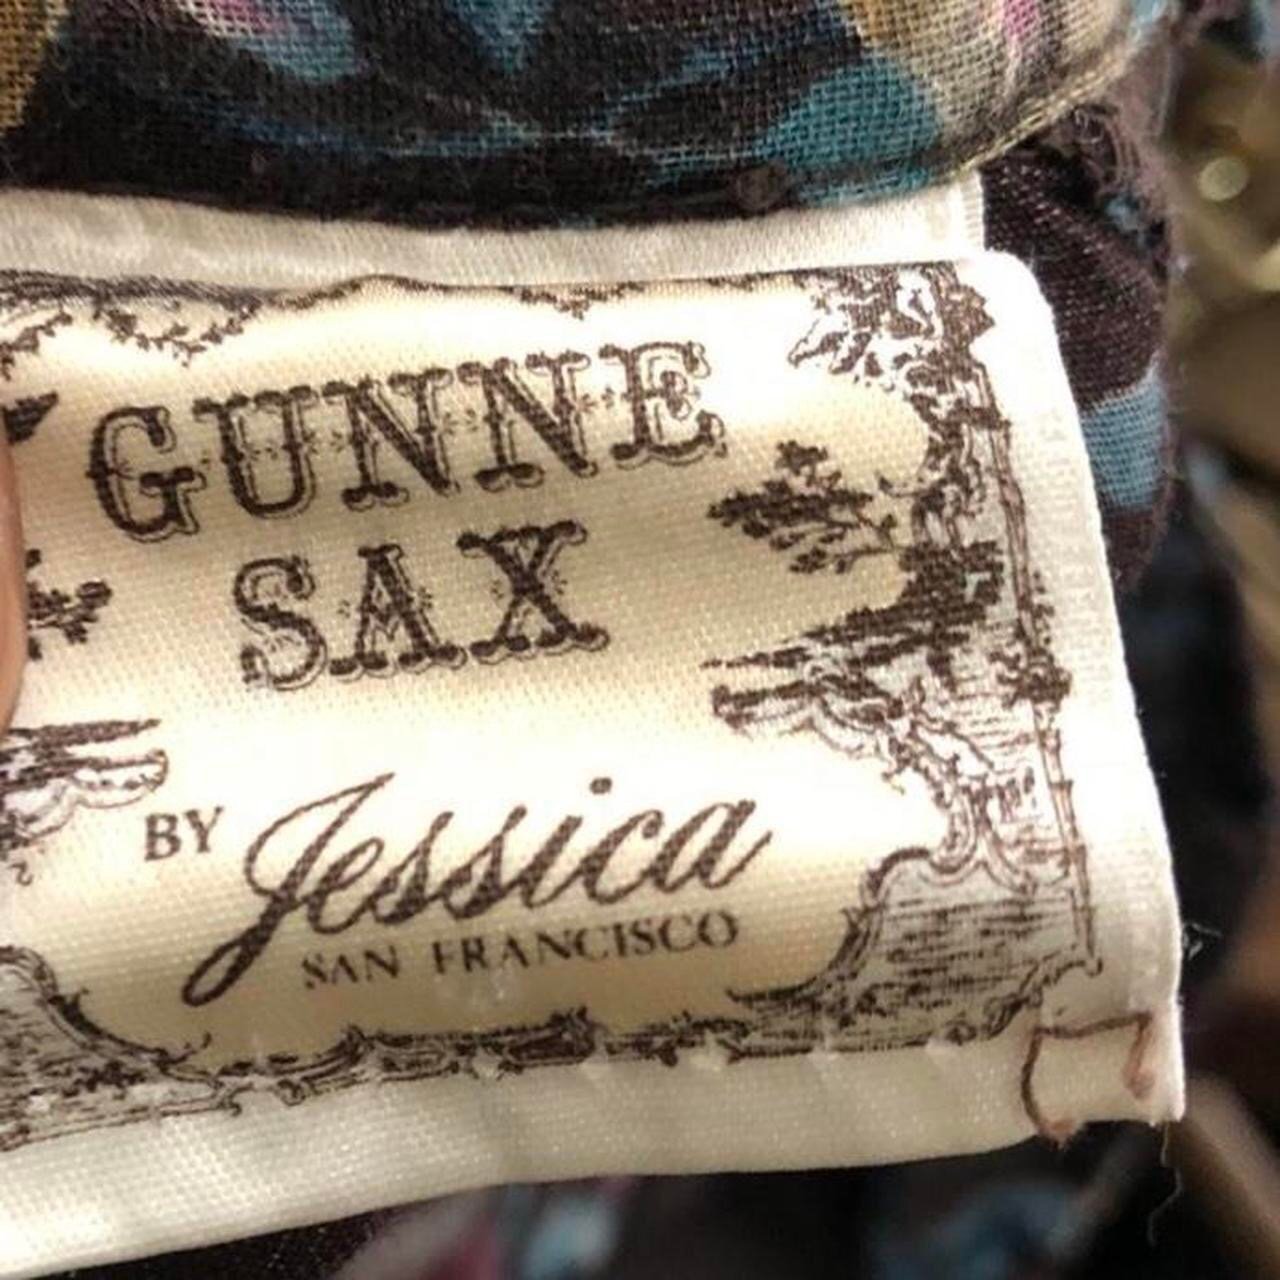 GUNNE
SAX
BY Jessica
SAN FRANCISCO